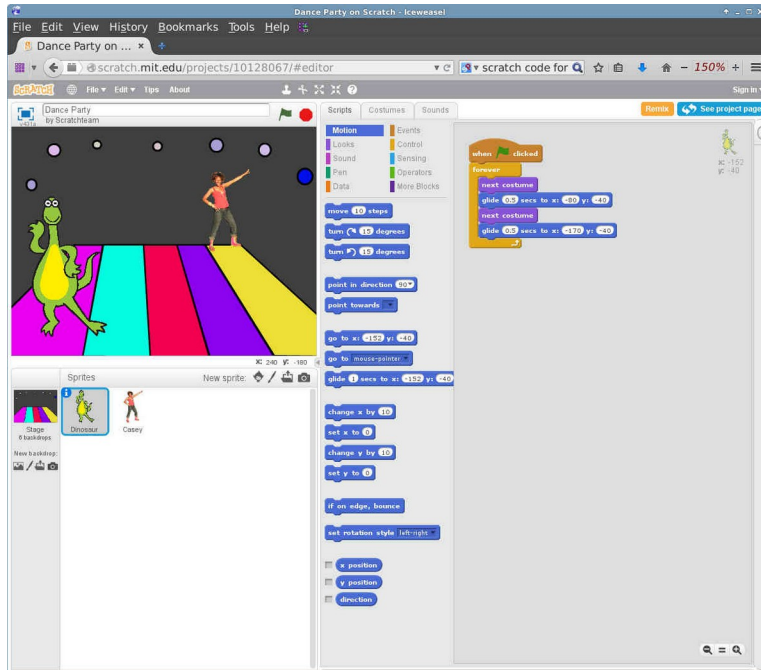 Dance Party on Scratch - Iceweasel
File Edit View History Bookmarks Tools Help
Dance Party on ... × +
scratch.mit.edu/projects/10128067/#editor
scratch code for
- 150% +
SCRATCH File Edit Tips About Sign in
Dance Party
by Scratchteam
v431a
Scripts Costumes Sounds
Remix See project page
Motion Events
Looks Control
Sound Sensing
Pen Operators
Data More Blocks
when clicked
forever
next costume
glide 0.5 secs to x: -90 y: -40
next costume
glide 0.5 secs to x: -170 y: -40
x: -152
y: -40
move 10 steps
turn 15 degrees
turn 15 degrees
point in direction 90
point towards
go to x: -152 y: -40
go to mouse-pointer
glide 1 secs to x: -152 y: -40
change x by 10
set x to 0
change y by 10
set y to 0
if on edge, bounce
set rotation style left-right
x position
y position
direction
X: 240 Y: -180
Sprites New sprite:
Stage
6 backdrops
New backdrop:
Dinosaur
Casey